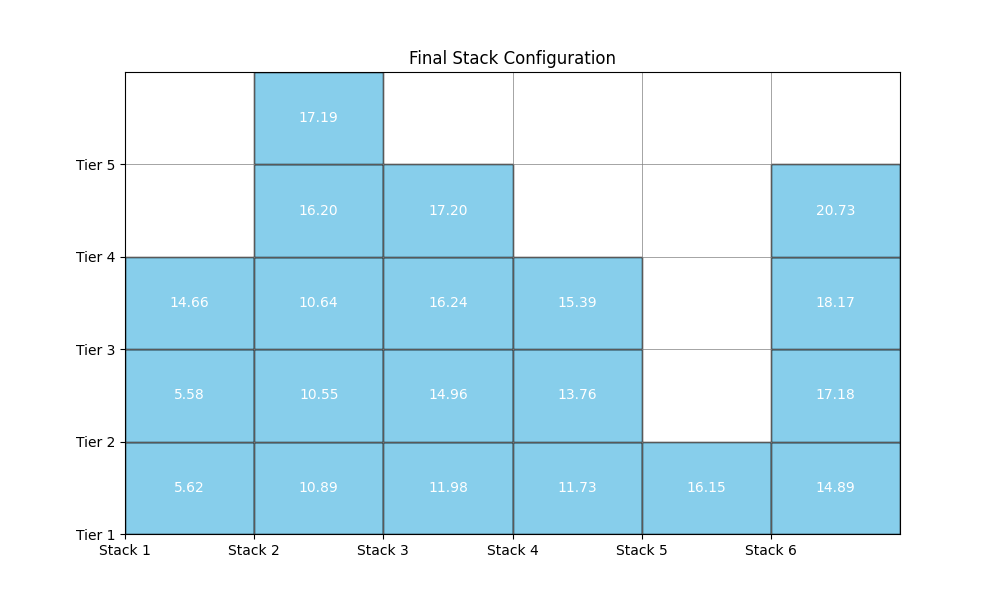 Final Stack Configuration
17.19
Tier 5
16.20 17.20 20.73
Tier 4
14.66 10.64 16.24 15.39 18.17
Tier 3
5.58 10.55 14.96 13.76 17.18
Tier 2
5.62 10.89 11.98 11.73 16.15 14.89
Tier 1
Stack 1 Stack 2 Stack 3 Stack 4 Stack 5 Stack 6